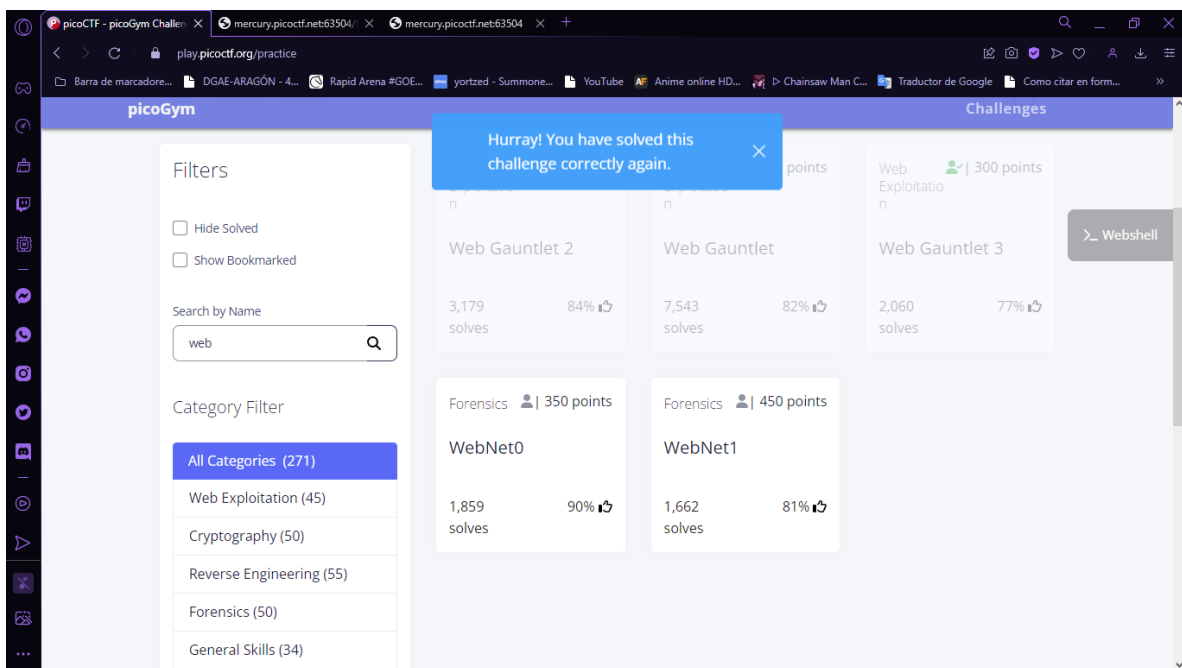 picoCTF - picoGym Challen
mercury.picoctf.net:63504/
mercury.picoctf.net:63504
play.picoctf.org/practice
Barra de marcadore...
DGAE-ARAGÓN - 4...
Rapid Arena #GOE...
yortzed - Summone...
YouTube
Anime online HD...
▷ Chainsaw Man C...
Traductor de Google
Como citar en form...
»
picoGym
Challenges
Hurray! You have solved this
challenge correctly again.
Filters
Hide Solved
Show Bookmarked
Search by Name
web
Category Filter
All Categories (271)
Web Exploitation (45)
Cryptography (50)
Reverse Engineering (55)
Forensics (50)
General Skills (34)
n
Web Gauntlet 2
3,179
solves
84%
points
n
Web Gauntlet
7,543
solves
82%
Web
Exploitatio
n
| 300 points
Web Gauntlet 3
2,060
solves
77%
>_ Webshell
Forensics | 350 points
WebNet0
1,859
solves
90%
Forensics | 450 points
WebNet1
1,662
solves
81%